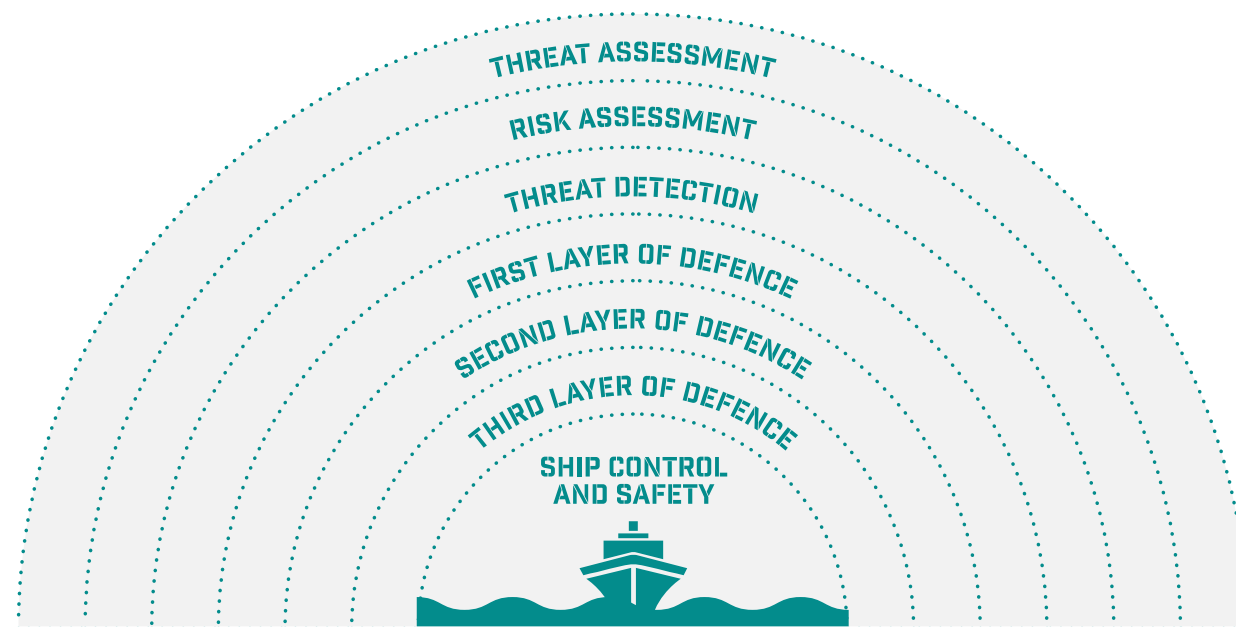 THREAT ASSESSMENT
RISK ASSESSMENT
THREAT DETECTION
FIRST LAYER OF DEFENCE
SECOND LAYER OF DEFENCE
THIRD LAYER OF DEFENCE
SHIP CONTROL
AND SAFETY